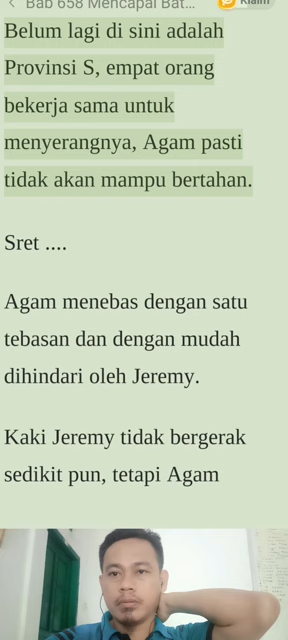 Bab 658 Mencapai Bat...
Klaim
Belum lagi di sini adalah
Provinsi S, empat orang
bekerja sama untuk
menyerangnya, Agam pasti
tidak akan mampu bertahan.
Sret ....
Agam menebas dengan satu
tebasan dan dengan mudah
dihindari oleh Jeremy.
Kaki Jeremy tidak bergerak
sedikit pun, tetapi Agam